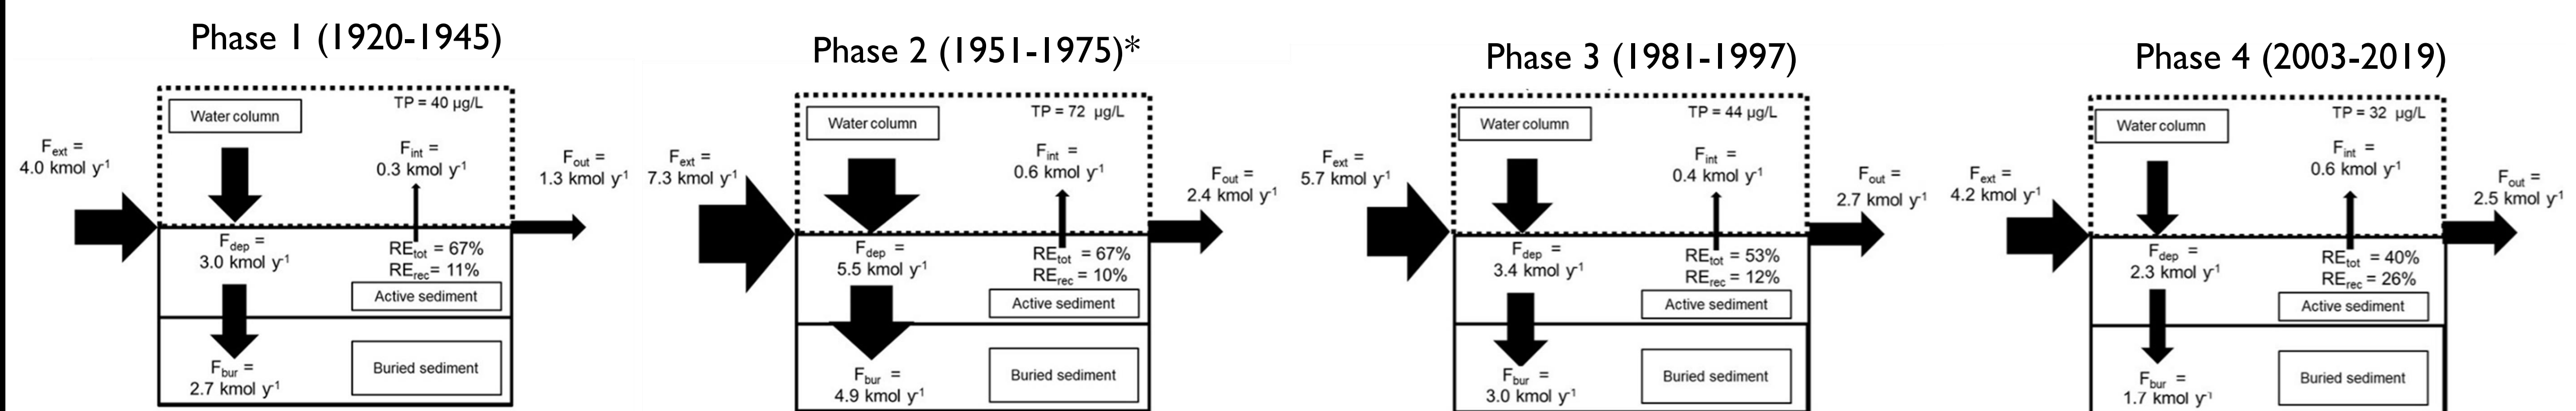 Phase 1 (1920-1945)
TP = 40 µg/L
Water column
F_ext =
4.0 kmol y⁻¹
F_int =
0.3 kmol y⁻¹
F_out =
1.3 kmol y⁻¹
F_dep =
3.0 kmol y⁻¹
RE_tot = 67%
RE_rec = 11%
Active sediment
F_bur =
2.7 kmol y⁻¹
Buried sediment
Phase 2 (1951-1975)*
TP = 72 µg/L
Water column
F_ext =
7.3 kmol y⁻¹
F_int =
0.6 kmol y⁻¹
F_out =
2.4 kmol y⁻¹
F_dep =
5.5 kmol y⁻¹
RE_tot = 67%
RE_rec = 10%
Active sediment
F_bur =
4.9 kmol y⁻¹
Buried sediment
Phase 3 (1981-1997)
TP = 44 µg/L
Water column
F_ext =
5.7 kmol y⁻¹
F_int =
0.4 kmol y⁻¹
F_out =
2.7 kmol y⁻¹
F_dep =
3.4 kmol y⁻¹
RE_tot = 53%
RE_rec = 12%
Active sediment
F_bur =
3.0 kmol y⁻¹
Buried sediment
Phase 4 (2003-2019)
TP = 32 µg/L
Water column
F_ext =
4.2 kmol y⁻¹
F_int =
0.6 kmol y⁻¹
F_out =
2.5 kmol y⁻¹
F_dep =
2.3 kmol y⁻¹
RE_tot = 40%
RE_rec = 26%
Active sediment
F_bur =
1.7 kmol y⁻¹
Buried sediment